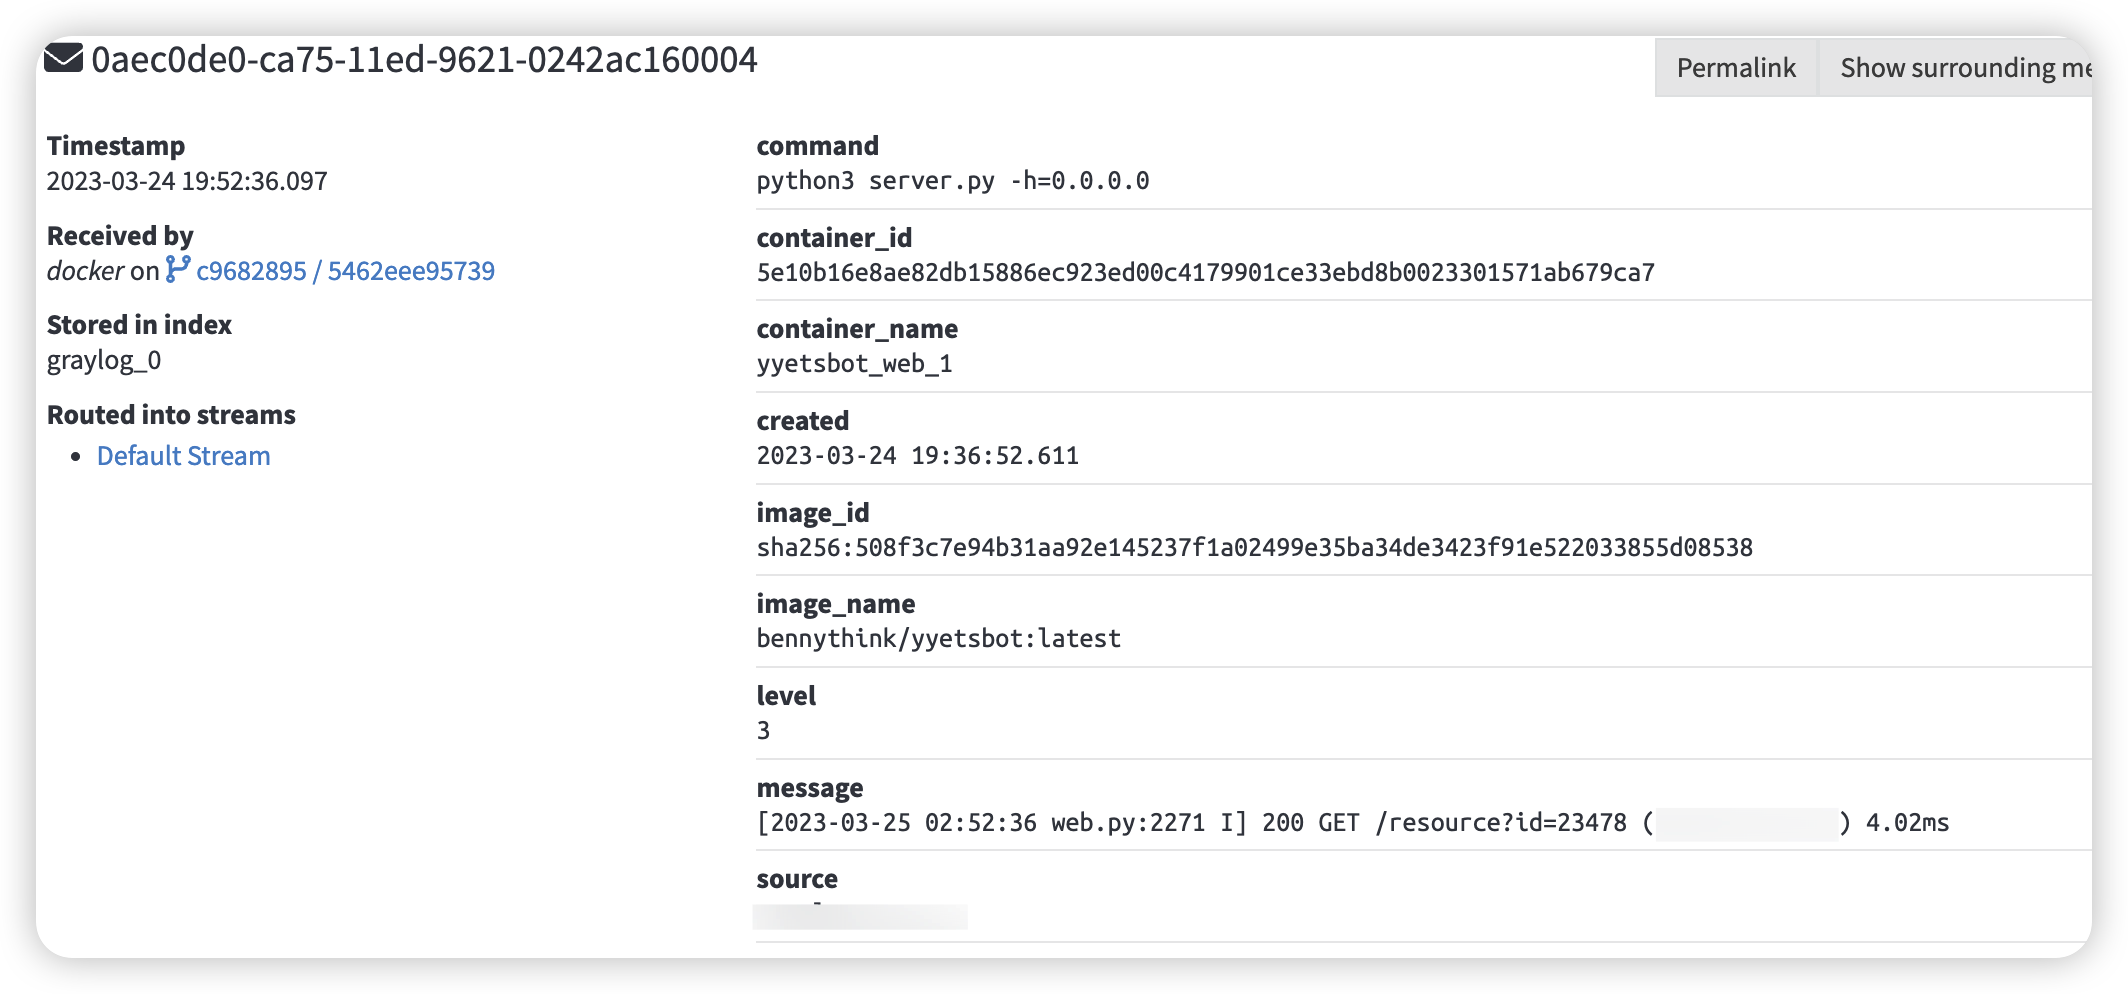 0aec0de0-ca75-11ed-9621-0242ac160004
Permalink
Show surrounding me
Timestamp
2023-03-24 19:52:36.097
Received by
docker on c9682895 / 5462eee95739
Stored in index
graylog_0
Routed into streams
• Default Stream
command
python3 server.py -h=0.0.0.0
container_id
5e10b16e8ae82db15886ec923ed00c4179901ce33ebd8b0023301571ab679ca7
container_name
yyetsbot_web_1
created
2023-03-24 19:36:52.611
image_id
sha256:508f3c7e94b31aa92e145237f1a02499e35ba34de3423f91e522033855d08538
image_name
bennythink/yyetsbot:latest
level
3
message
[2023-03-25 02:52:36 web.py:2271 I] 200 GET /resource?id=23478 ( ) 4.02ms
source